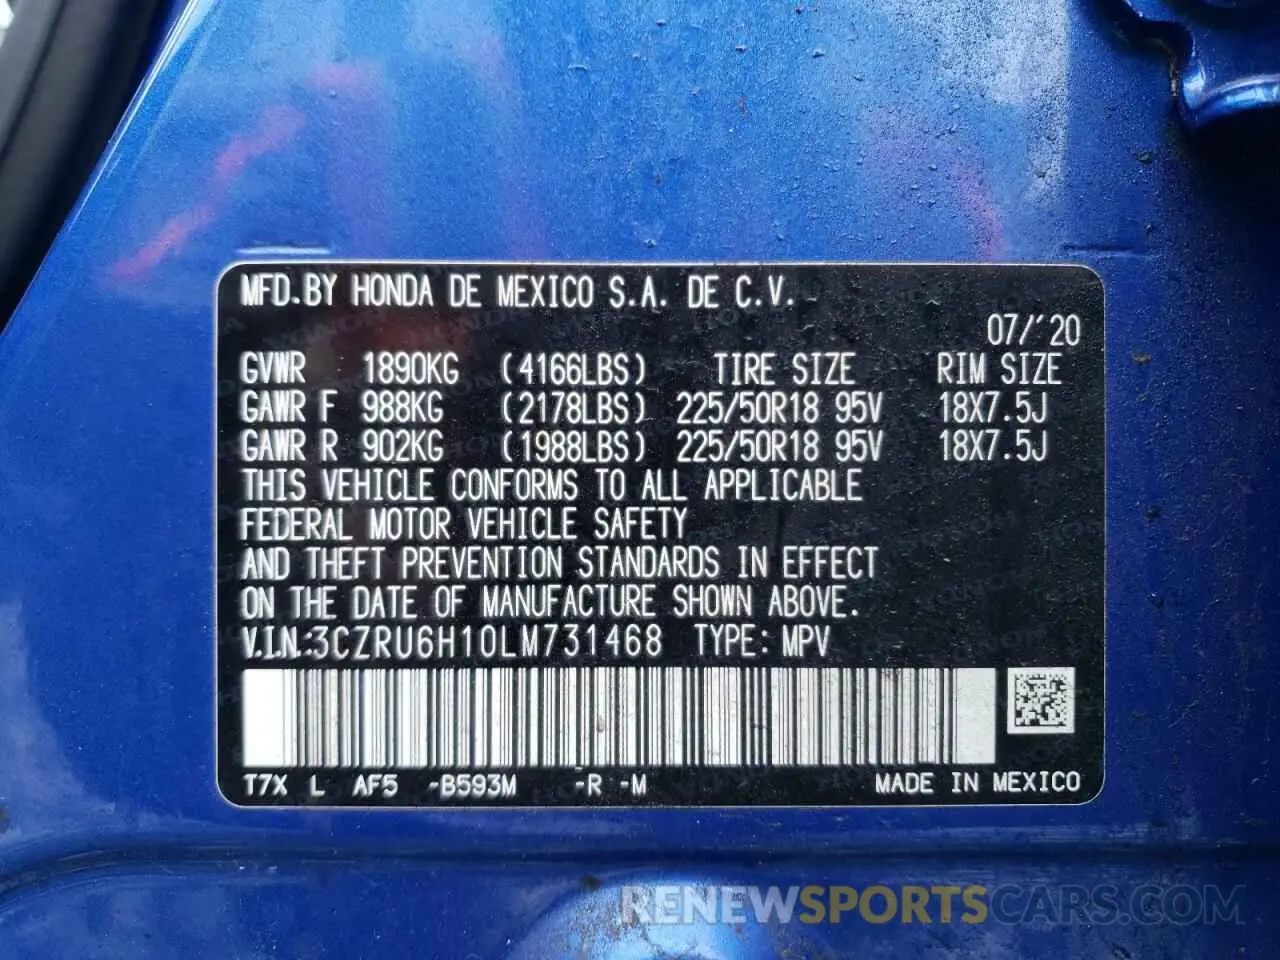 MFD.BY HONDA DE MEXICO S.A. DE C.V.
07/'20
GVWR 1890KG (4166LBS) TIRE SIZE RIM SIZE
GAWR F 988KG (2178LBS) 225/50R18 95V 18X7.5J
GAWR R 902KG (1988LBS) 225/50R18 95V 18X7.5J
THIS VEHICLE CONFORMS TO ALL APPLICABLE
FEDERAL MOTOR VEHICLE SAFETY
AND THEFT PREVENTION STANDARDS IN EFFECT
ON THE DATE OF MANUFACTURE SHOWN ABOVE.
V.I.N.:3CZRU6H10LM731468 TYPE: MPV
T7X L AF5 -B593M -R -M MADE IN MEXICO
RENEWSPORTSCARS.COM